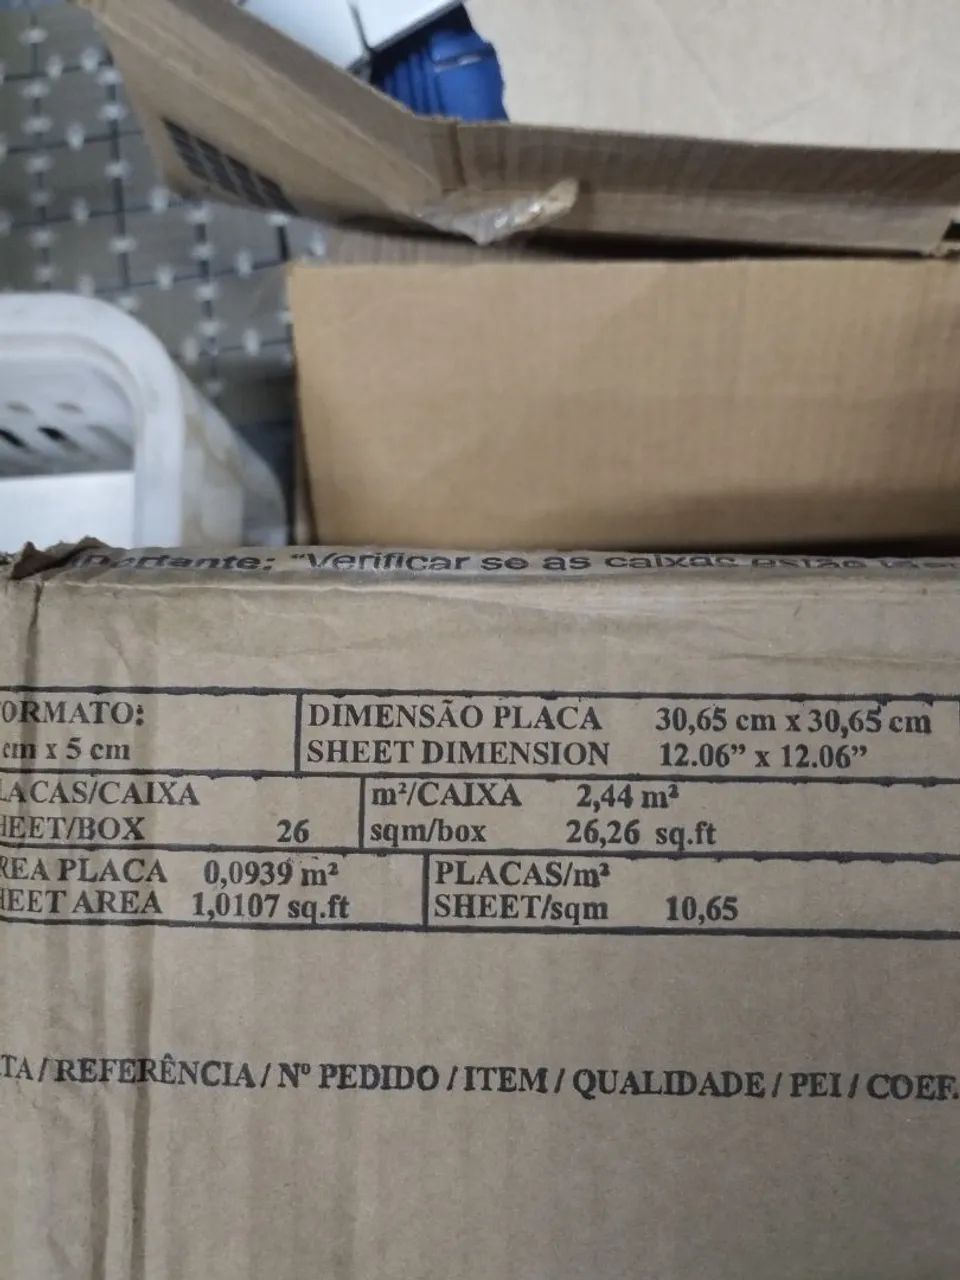 mportante: "Verificar se as caixas estão
ORMATO:
cm x 5 cm
DIMENSÃO PLACA 30,65 cm x 30,65 cm
SHEET DIMENSION 12.06” x 12.06”
LACAS/CAIXA
HEET/BOX 26
m²/CAIXA 2,44 m²
sqm/box 26,26 sq.ft
REA PLACA 0,0939 m²
HEET AREA 1,0107 sq.ft
PLACAS/m²
SHEET/sqm 10,65
TA / REFERÊNCIA / Nº PEDIDO / ITEM / QUALIDADE / PEI / COEF.